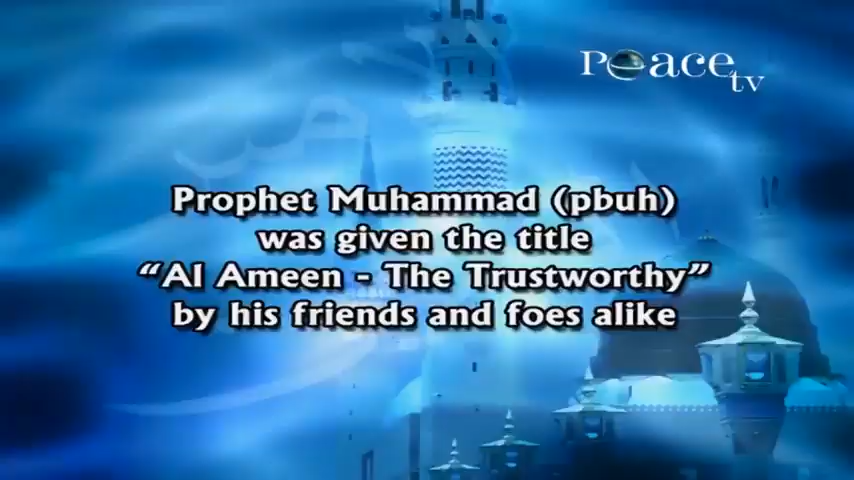 Peace
tv
Prophet Muhammad (pbuh)
was given the title
“Al Ameen - The Trustworthy”
by his friends and foes alike